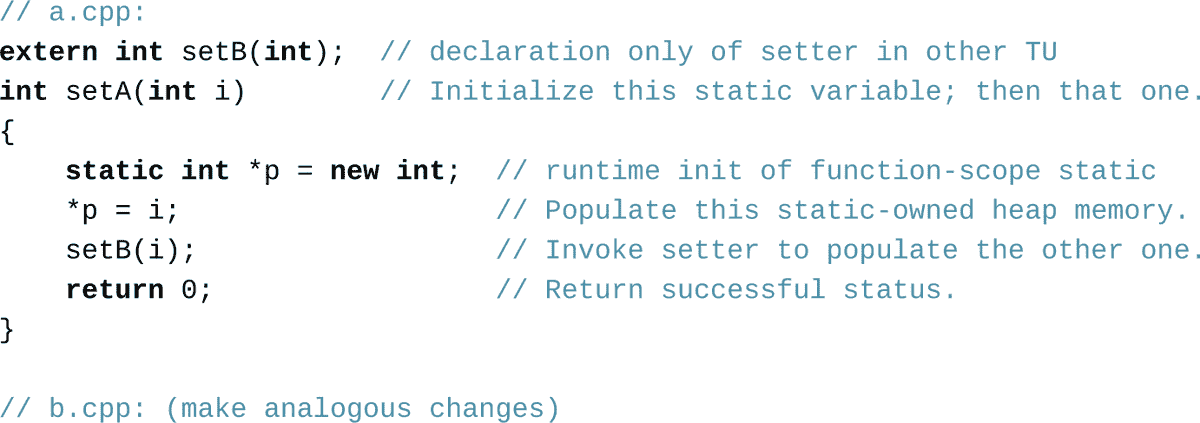 // a.cpp:
extern int setB(int);  // declaration only of setter in other TU
int setA(int i)        // Initialize this static variable; then that one.
{
    static int *p = new int;  // runtime init of function-scope static
    *p = i;                   // Populate this static-owned heap memory.
    setB(i);                  // Invoke setter to populate the other one.
    return 0;                 // Return successful status.
}
// b.cpp: (make analogous changes)